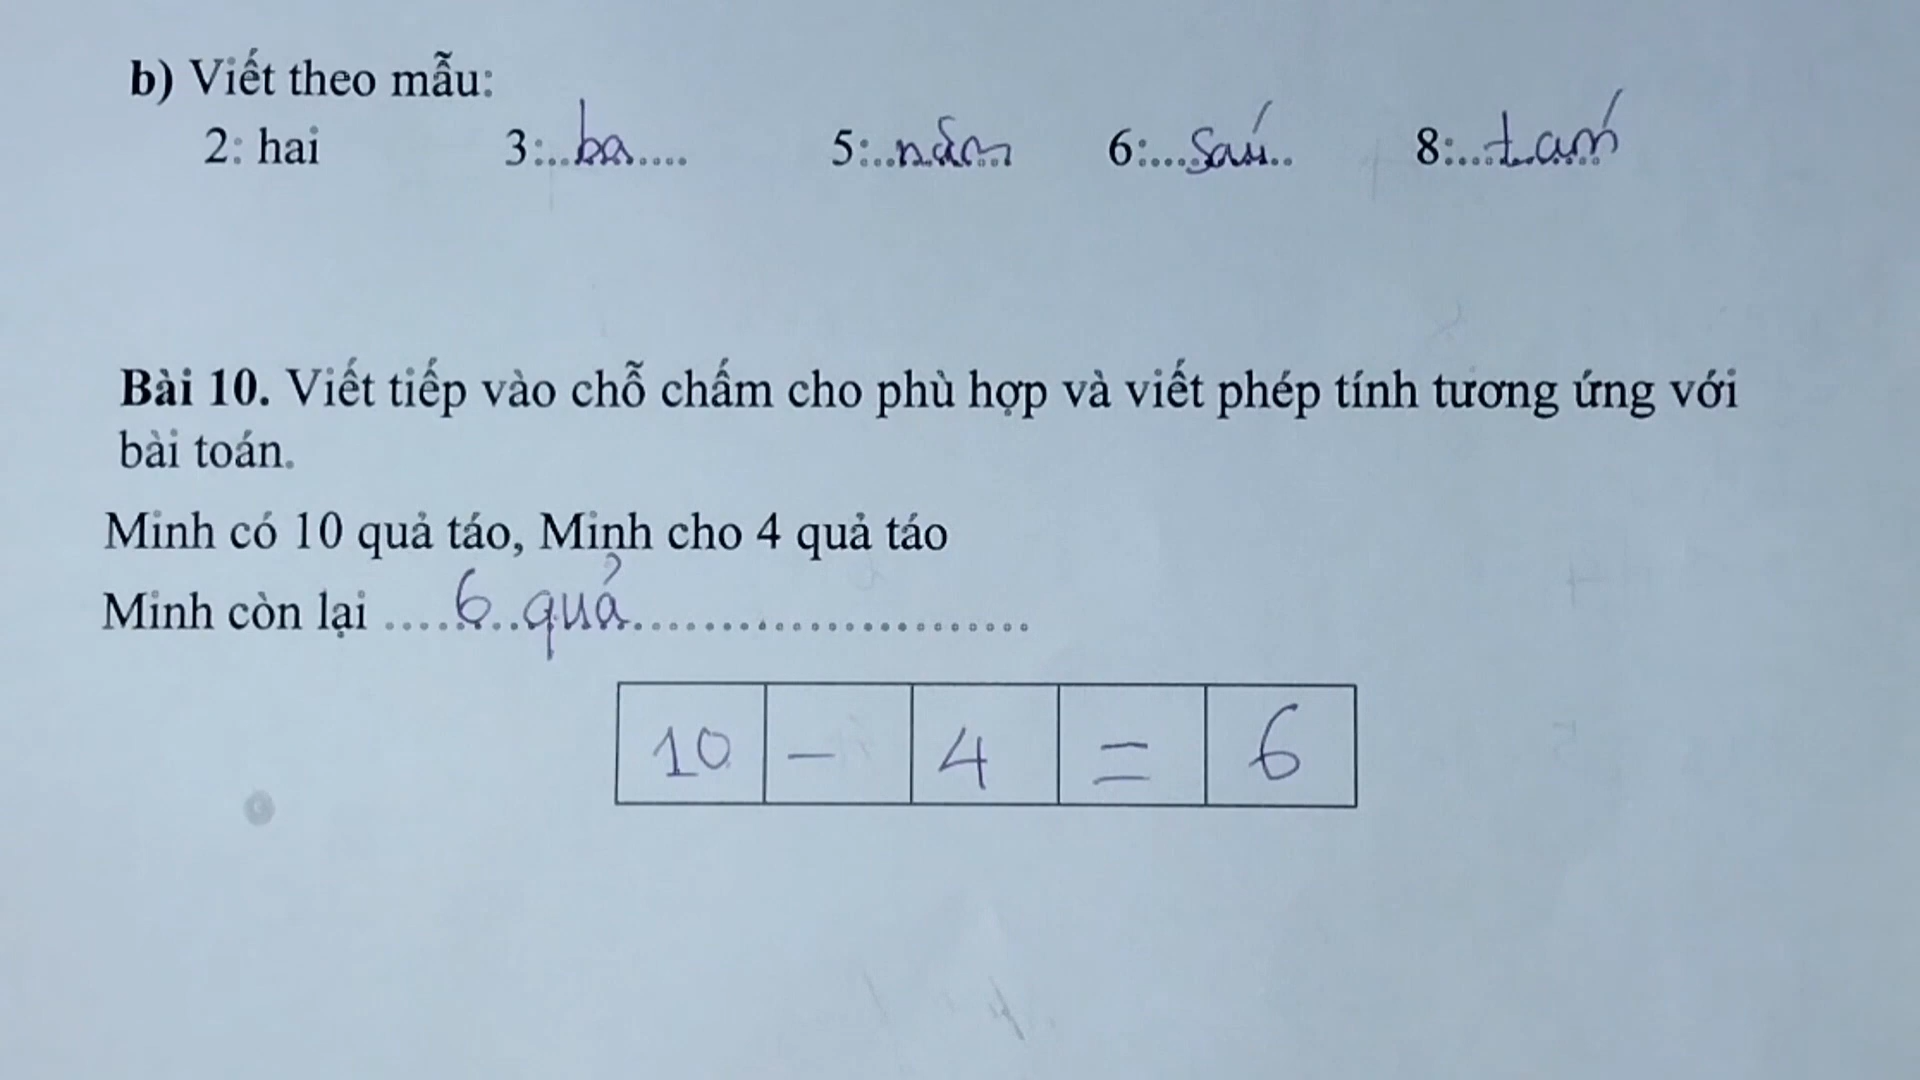 b) Viết theo mẫu:
2: hai 3:..ba.... 5:..năm 6:....sáu.. 8:....tám
Bài 10. Viết tiếp vào chỗ chấm cho phù hợp và viết phép tính tương ứng với
bài toán.
Minh có 10 quả táo, Minh cho 4 quả táo
Minh còn lại ....6..quả.......................
10 − 4 = 6